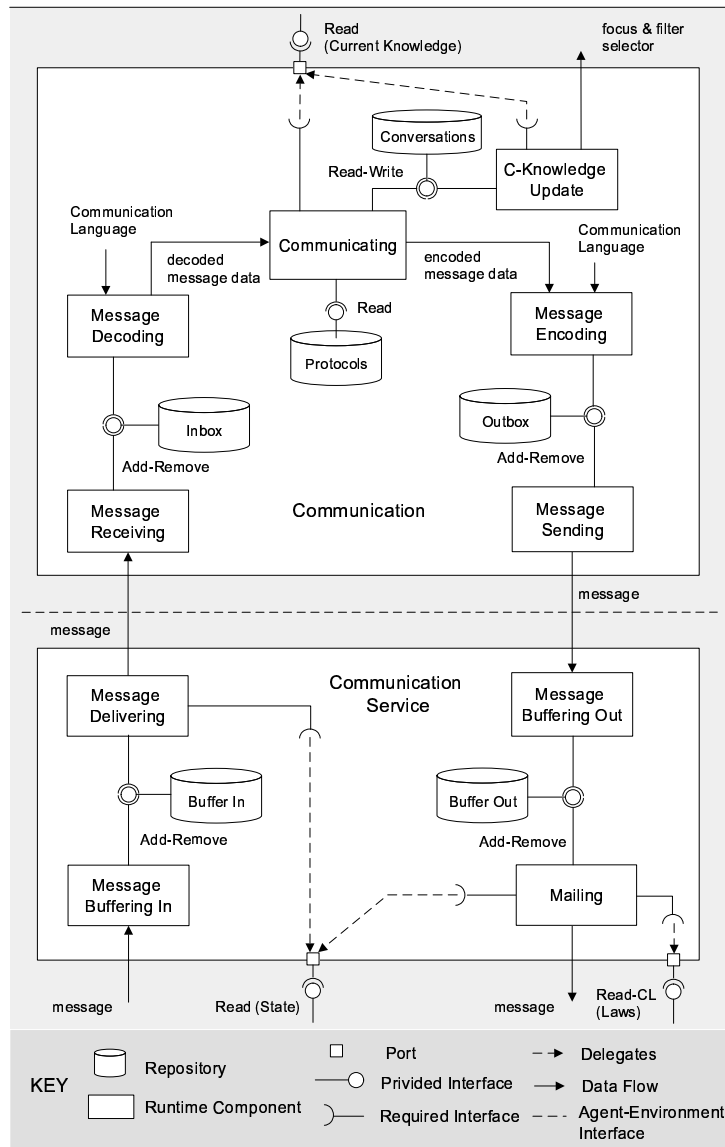 Read
(Current Knowledge)
focus & filter
selector
Conversations
Read-Write
C-Knowledge
Update
Communication
Language
decoded
message data
Communicating
encoded
message data
Communication
Language
Message
Decoding
Read
Protocols
Message
Encoding
Inbox
Add-Remove
Outbox
Add-Remove
Message
Receiving
Communication
Message
Sending
message
message
Message
Delivering
Communication
Service
Message
Buffering Out
Buffer In
Add-Remove
Buffer Out
Add-Remove
Message
Buffering In
Mailing
message
Read (State)
message
Read-CL
(Laws)
KEY
Repository
Runtime Component
Port
Privided Interface
Required Interface
Delegates
Data Flow
Agent-Environment
Interface